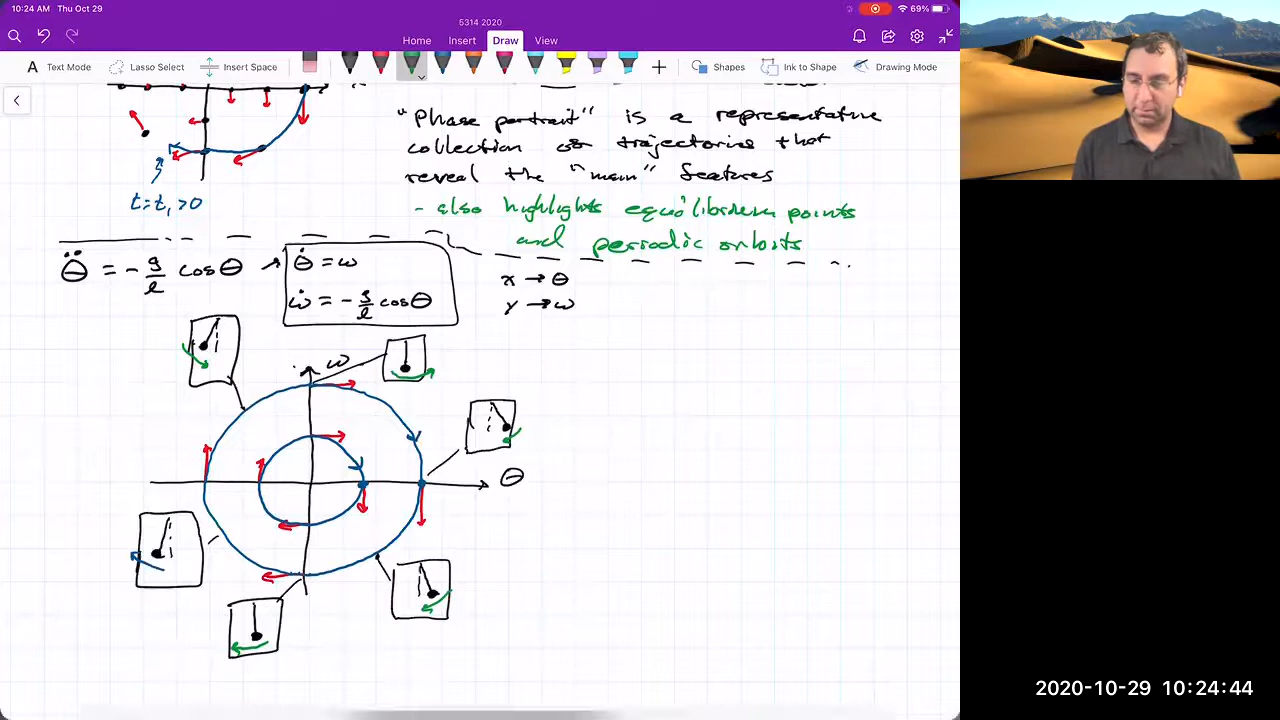 10:24 AM Thu Oct 29
69%
5314 2020
Home Insert Draw View
Text Mode Lasso Select Insert Space Shapes Ink to Shape Drawing Mode
"Phase portrait" is a representative
collection of trajectories that
reveal the "main" features
- also highlights equilibrium points
and periodic orbits
t=t₁>0
θ̈ = -g/l cosθ → θ̇ = ω
ω̇ = -g/l cosθ
x → θ
y → ω
ω
θ
2020-10-29 10:24:44